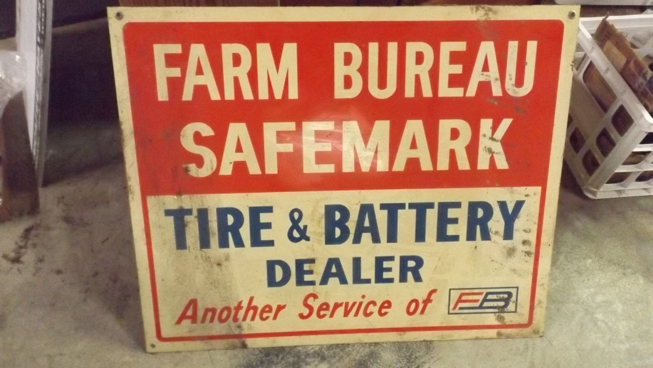 FARM BUREAU
SAFEMARK
TIRE & BATTERY
DEALER
Another Service of FB